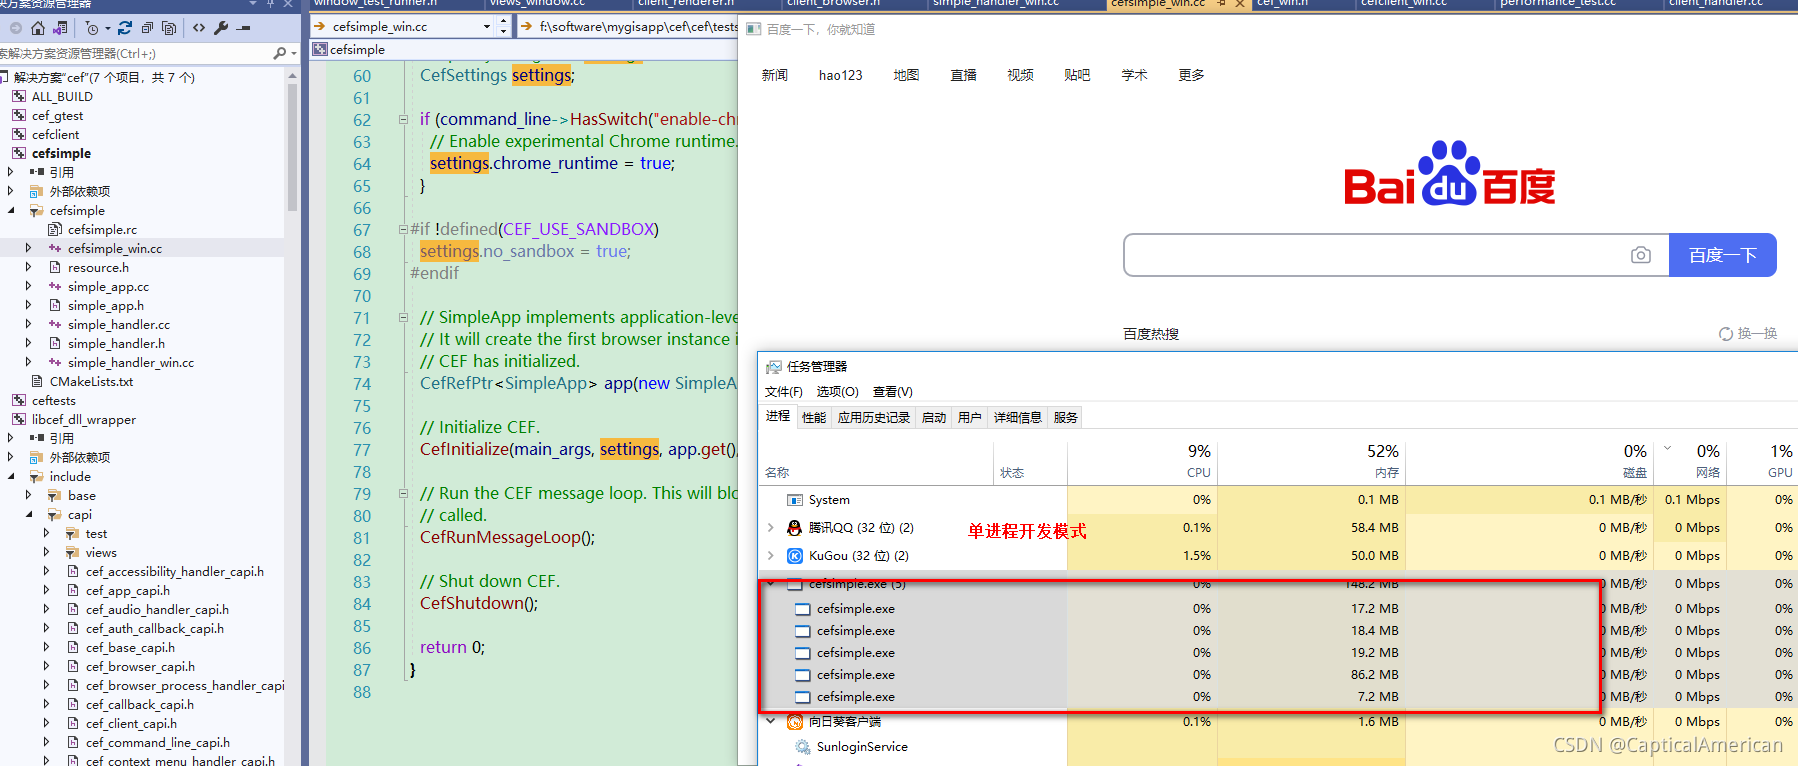 解决方案资源管理器
window_test_runner.h
views_window.cc
client_renderer.h
client_browser.h
simple_handler_win.cc
cefsimple_win.cc
cef_win.h
cefclient_win.cc
performance_test.cc
client_handler.cc
cefsimple_win.cc
f:\software\mygisapp\cef\cef\tests
cefsimple
索解决方案资源管理器(Ctrl+;)
解决方案"cef"(7 个项目，共 7 个)
ALL_BUILD
cef_gtest
cefclient
cefsimple
引用
外部依赖项
cefsimple
cefsimple.rc
cefsimple_win.cc
resource.h
simple_app.cc
simple_app.h
simple_handler.cc
simple_handler.h
simple_handler_win.cc
CMakeLists.txt
ceftests
libcef_dll_wrapper
引用
外部依赖项
include
base
capi
test
views
cef_accessibility_handler_capi.h
cef_app_capi.h
cef_audio_handler_capi.h
cef_auth_callback_capi.h
cef_base_capi.h
cef_browser_capi.h
cef_browser_process_handler_capi
cef_callback_capi.h
cef_client_capi.h
cef_command_line_capi.h
cef_context_menu_handler_capi.h
60 CefSettings settings;
61
62 if (command_line->HasSwitch("enable-ch
63 // Enable experimental Chrome runtime.
64 settings.chrome_runtime = true;
65 }
66
67 #if !defined(CEF_USE_SANDBOX)
68 settings.no_sandbox = true;
69 #endif
70
71 // SimpleApp implements application-leve
72 // It will create the first browser instance i
73 // CEF has initialized.
74 CefRefPtr<SimpleApp> app(new SimpleA
75
76 // Initialize CEF.
77 CefInitialize(main_args, settings, app.get()
78
79 // Run the CEF message loop. This will blo
80 // called.
81 CefRunMessageLoop();
82
83 // Shut down CEF.
84 CefShutdown();
85
86 return 0;
87 }
88
百度一下，你就知道
新闻 hao123 地图 直播 视频 贴吧 学术 更多
Bai du 百度
百度一下
百度热搜 换一换
任务管理器
文件(F) 选项(O) 查看(V)
进程 性能 应用历史记录 启动 用户 详细信息 服务
9% 52% 0% 0% 1%
名称 状态 CPU 内存 磁盘 网络 GPU
System 0% 0.1 MB 0.1 MB/秒 0.1 Mbps 0%
腾讯QQ (32 位) (2) 0.1% 58.4 MB 0 MB/秒 0 Mbps 0%
单进程开发模式
KuGou (32 位) (2) 1.5% 50.0 MB 0 MB/秒 0 Mbps 0%
cefsimple.exe (5) 0% 148.2 MB 0 MB/秒 0 Mbps 0%
cefsimple.exe 0% 17.2 MB 0 MB/秒 0 Mbps 0%
cefsimple.exe 0% 18.4 MB 0 MB/秒 0 Mbps 0%
cefsimple.exe 0% 19.2 MB 0 MB/秒 0 Mbps 0%
cefsimple.exe 0% 86.2 MB 0 MB/秒 0 Mbps 0%
cefsimple.exe 0% 7.2 MB 0 MB/秒 0 Mbps 0%
向日葵客户端 0.1% 1.6 MB 0 MB/秒 0 Mbps 0%
SunloginService
CSDN @CapticalAmerican